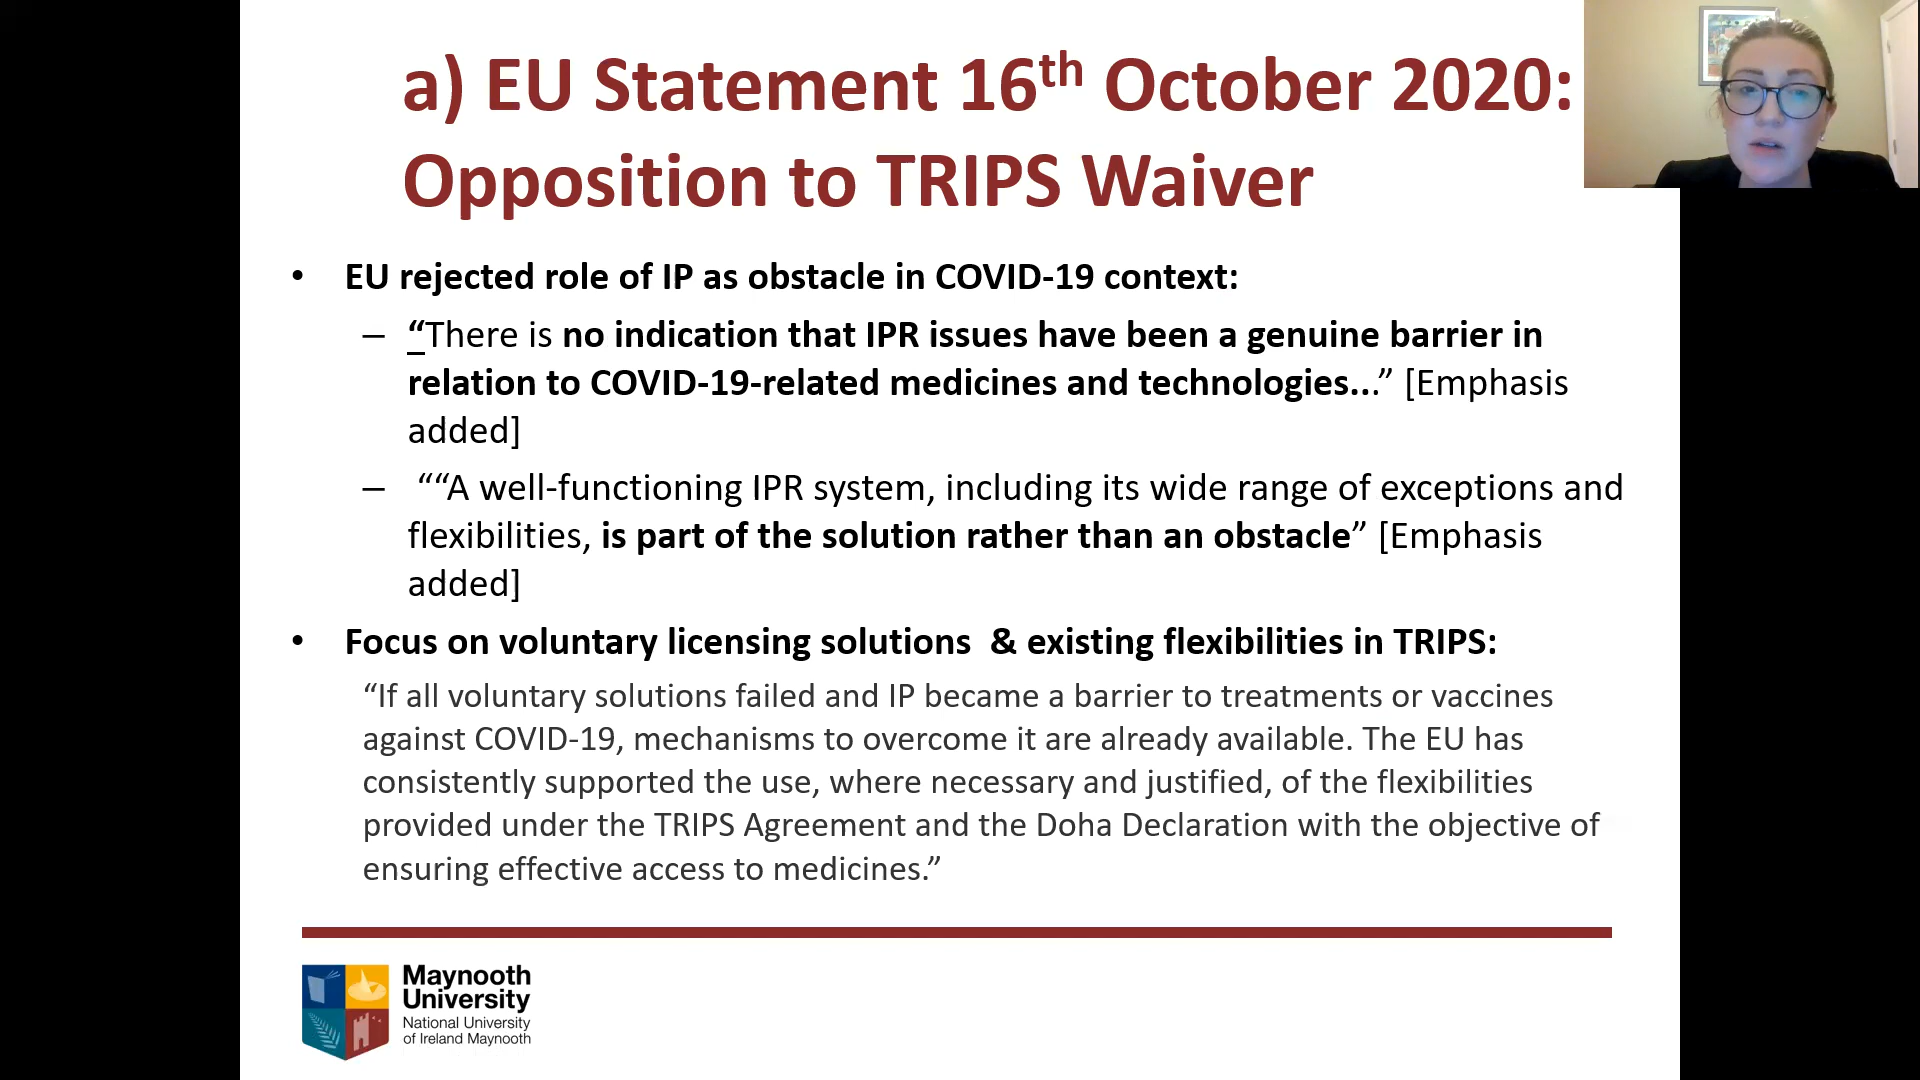 a) EU Statement 16th October 2020:
Opposition to TRIPS Waiver
• EU rejected role of IP as obstacle in COVID-19 context:
– “There is no indication that IPR issues have been a genuine barrier in
relation to COVID-19-related medicines and technologies...” [Emphasis
added]
– ““A well-functioning IPR system, including its wide range of exceptions and
flexibilities, is part of the solution rather than an obstacle” [Emphasis
added]
• Focus on voluntary licensing solutions & existing flexibilities in TRIPS:
“If all voluntary solutions failed and IP became a barrier to treatments or vaccines
against COVID-19, mechanisms to overcome it are already available. The EU has
consistently supported the use, where necessary and justified, of the flexibilities
provided under the TRIPS Agreement and the Doha Declaration with the objective of
ensuring effective access to medicines.”
Maynooth
University
National University
of Ireland Maynooth